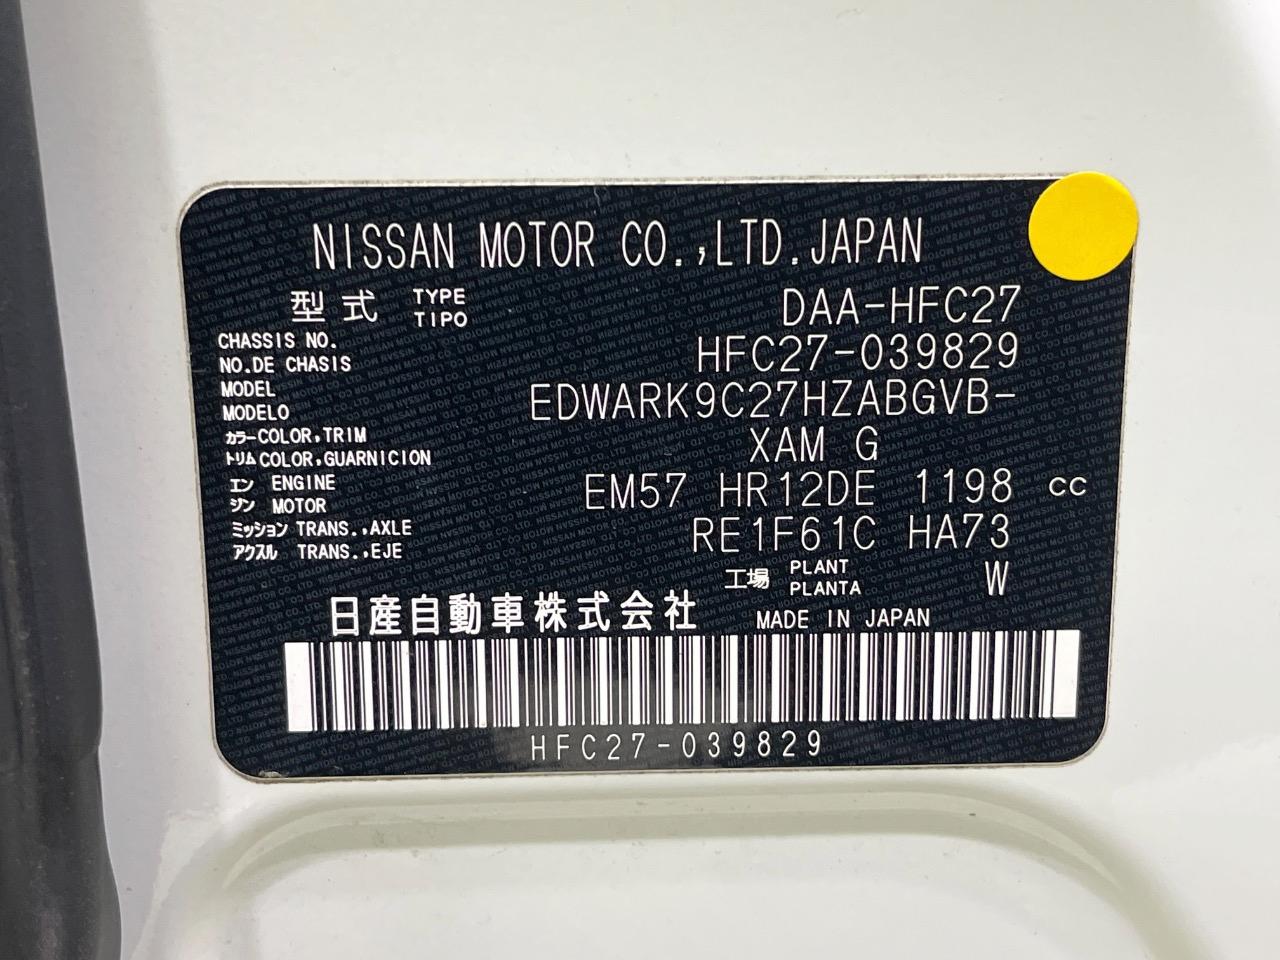 NISSAN MOTOR CO.,LTD.JAPAN
型式 TYPE TIPO DAA-HFC27
CHASSIS NO.
NO.DE CHASIS HFC27-039829
MODEL
MODELO EDWARK9C27HZABGVB-
カラー COLOR,TRIM
トリム COLOR,GUARNICION XAM G
エン ENGINE
ジン MOTOR EM57 HR12DE 1198 cc
ミッション TRANS.,AXLE
アクスル TRANS.,EJE RE1F61C HA73
工場 PLANT PLANTA W
日産自動車株式会社 MADE IN JAPAN
HFC27-039829